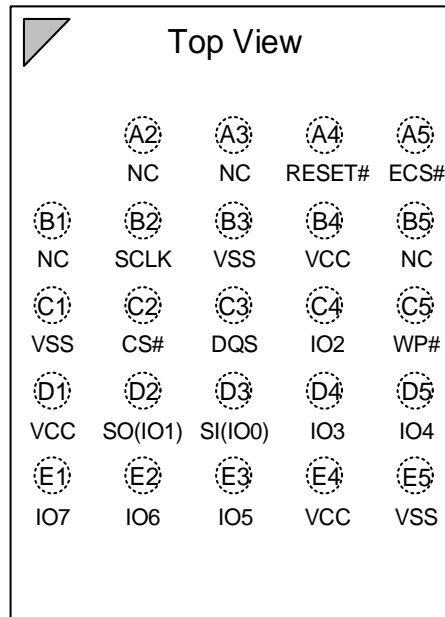 Top View
A2 A3 A4 A5
NC NC RESET# ECS#
B1 B2 B3 B4 B5
NC SCLK VSS VCC NC
C1 C2 C3 C4 C5
VSS CS# DQS IO2 WP#
D1 D2 D3 D4 D5
VCC SO(IO1) SI(IO0) IO3 IO4
E1 E2 E3 E4 E5
IO7 IO6 IO5 VCC VSS